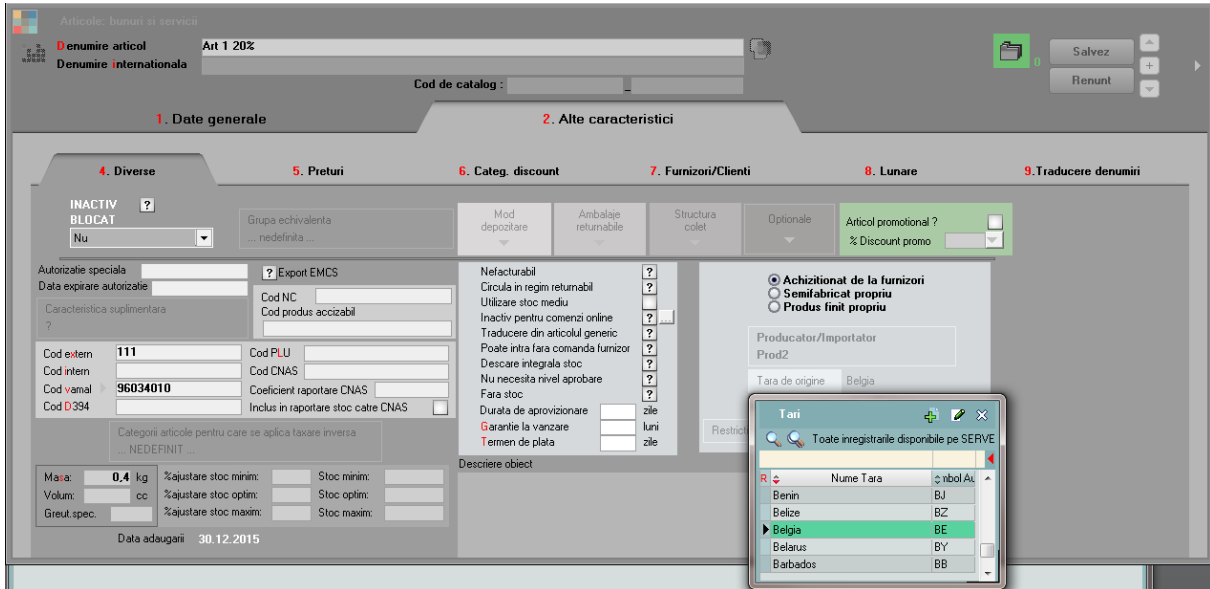 Articole: bunuri si servicii
Denumire articol Art 1 20%
Denumire internationala
Cod de catalog : _
0
Salvez
Renunt
1. Date generale 2. Alte caracteristici
4. Diverse 5. Preturi 6. Categ. discount 7. Furnizori/Clienti 8. Lunare 9.Traducere denumiri
INACTIV ?
BLOCAT
Nu
Grupa echivalenta
... nedefinita ...
Mod depozitare
Ambalaje returnabile
Structura colet
Optionale
Articol promotional ?
% Discount promo
Autorizatie speciala
Data expirare autorizatie
Caracteristica suplimentara
?
? Export EMCS
Cod NC
Cod produs accizabil
Cod extern 111
Cod intern
Cod vamal 96034010
Cod D394
Cod PLU
Cod CNAS
Coeficient raportare CNAS
Inclus in raportare stoc catre CNAS
Categorii articole pentru care se aplica taxare inversa
... NEDEFINIT ...
Masa: 0,4 kg
Volum: cc
Greut.spec.
%ajustare stoc minim: Stoc minim:
%ajustare stoc optim: Stoc optim:
%ajustare stoc maxim: Stoc maxim:
Data adaugarii 30.12.2015
Nefacturabil ?
Circula in regim returnabil ?
Utilizare stoc mediu
Inactiv pentru comenzi online ? ...
Traducere din articolul generic ?
Poate intra fara comanda furnizor ?
Descare integrala stoc ?
Nu necesita nivel aprobare ?
Fara stoc ?
Durata de aprovizionare zile
Garantie la vanzare luni
Termen de plata zile
Descriere obiect
Achizitionat de la furnizori
Semifabricat propriu
Produs finit propriu
Producator/Importator
Prod2
Tara de origine Belgia
Restricti
Tari
Toate inregistrarile disponibile pe SERVE
R Nume Tara mbol Au
Benin BJ
Belize BZ
Belgia BE
Belarus BY
Barbados BB